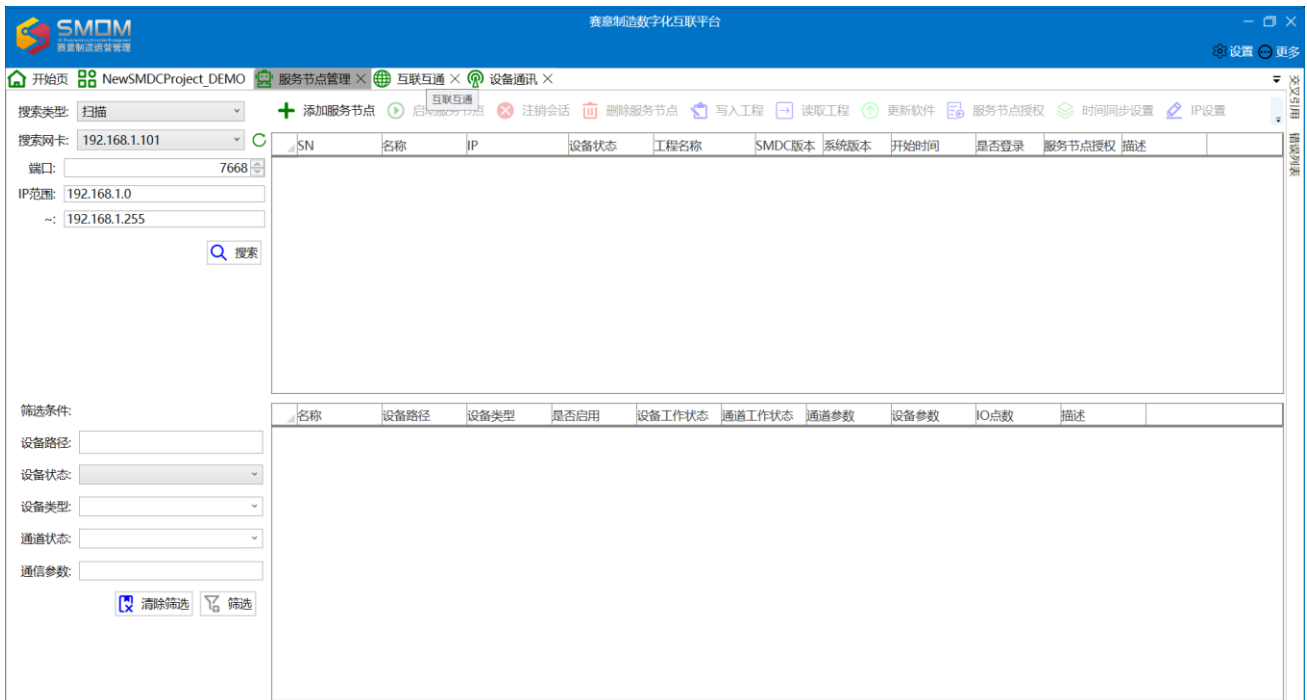 SMOM
赛意制造运营管理
赛意制造数字化互联平台
设置 更多
开始页 NewSMDCProject_DEMO 服务节点管理 互联互通 设备通讯
搜索类型: 扫描
搜索网卡: 192.168.1.101
端口: 7668
IP范围: 192.168.1.0
~: 192.168.1.255
搜索
添加服务节点 启动服务节点 注销会话 删除服务节点 写入工程 读取工程 更新软件 服务节点授权 时间同步设置 IP设置
互联互通
SN 名称 IP 设备状态 工程名称 SMDC版本 系统版本 开始时间 是否登录 服务节点授权 描述
交叉引用
错误列表
筛选条件:
设备路径:
设备状态:
设备类型:
通道状态:
通信参数:
清除筛选 筛选
名称 设备路径 设备类型 是否启用 设备工作状态 通道工作状态 通道参数 设备参数 IO点数 描述